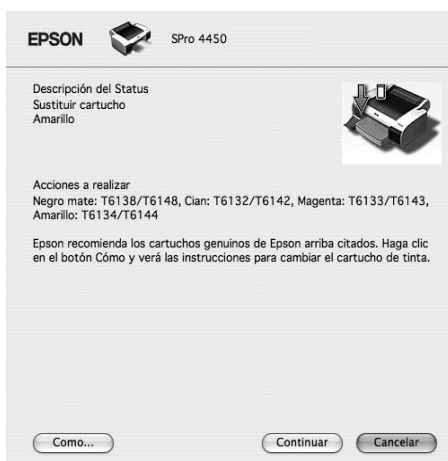 EPSON SPro 4450
Descripción del Status
Sustituir cartucho
Amarillo
Acciones a realizar
Negro mate: T6138/T6148, Cian: T6132/T6142, Magenta: T6133/T6143,
Amarillo: T6134/T6144
Epson recomienda los cartuchos genuinos de Epson arriba citados. Haga clic
en el botón Cómo y verá las instrucciones para cambiar el cartucho de tinta.
Como... Continuar Cancelar